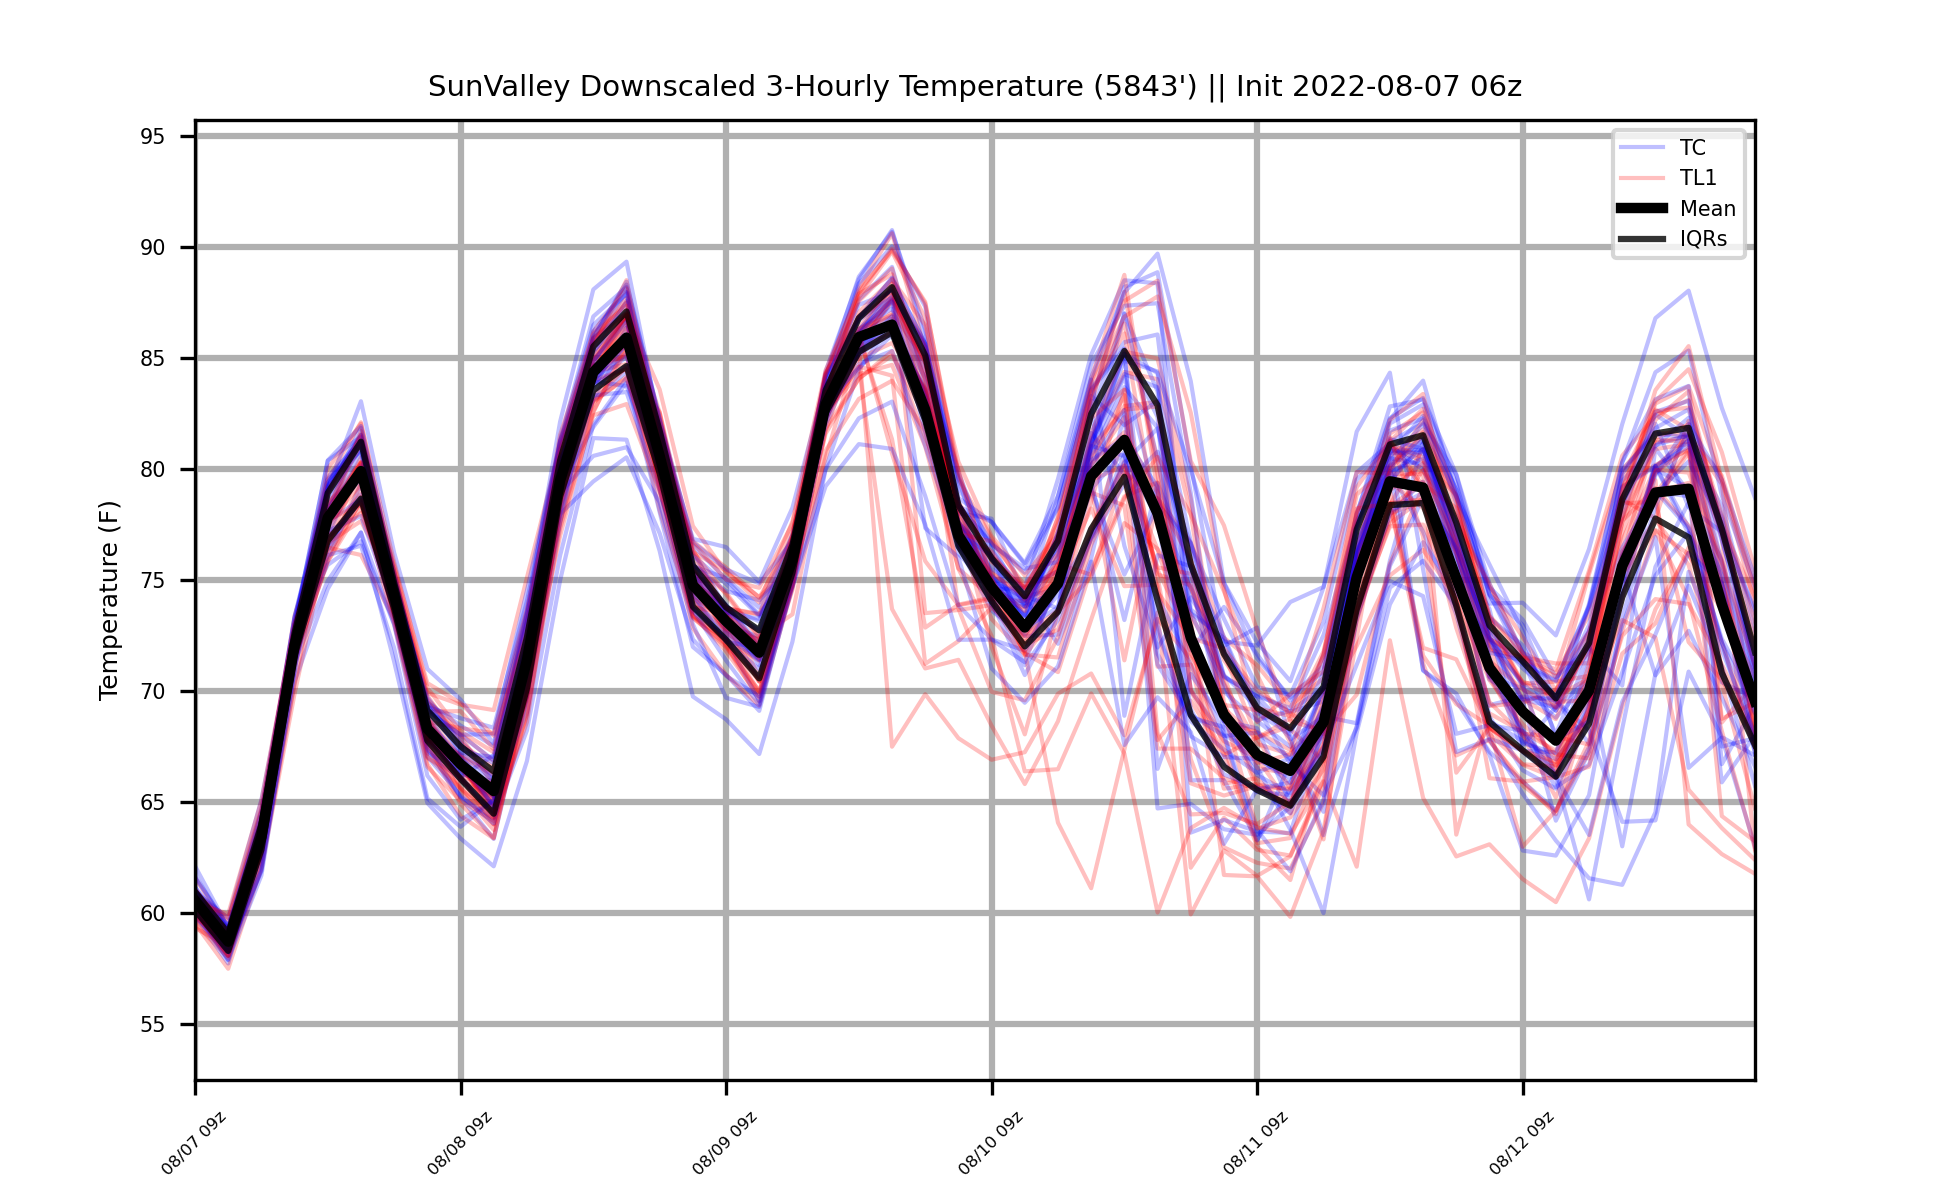 SunValley Downscaled 3-Hourly Temperature (5843') || Init 2022-08-07 06z
TC
TL1
Mean
IQRs
Temperature (F)
95
90
85
80
75
70
65
60
55
08/07 09z
08/08 09z
08/09 09z
08/10 09z
08/11 09z
08/12 09z